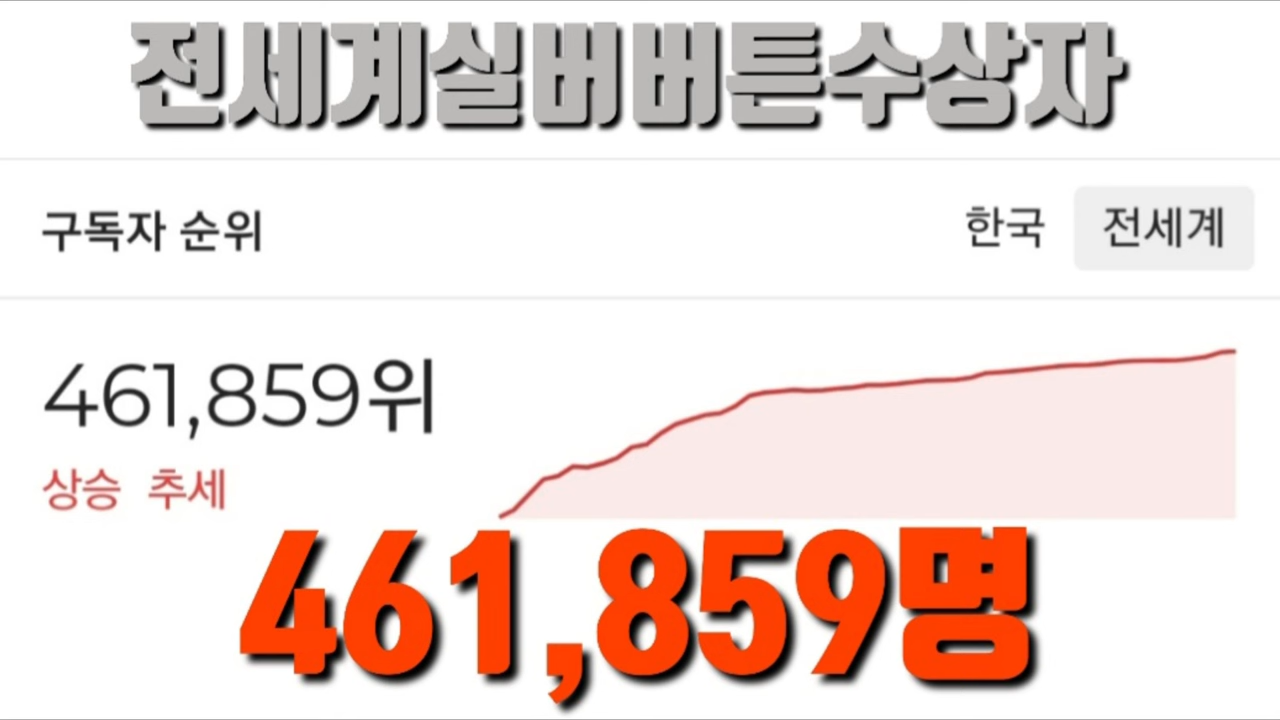 전세계실버버튼수상자
구독자 순위 한국 전세계
461,859위
상승 추세
461,859명